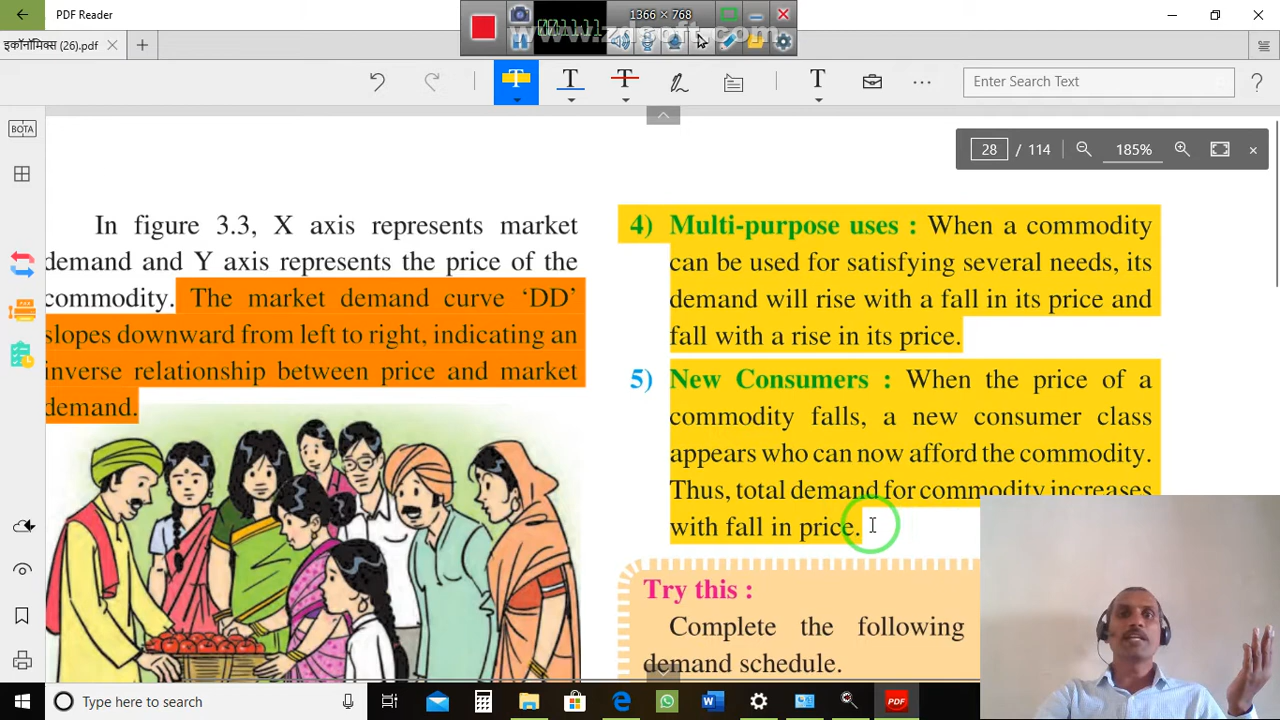 PDF Reader
1366 × 768
www.zdsoft.com
इकॉनॉमिक्स (26).pdf
Enter Search Text
BOTA
28 / 114
185%
In figure 3.3, X axis represents market
demand and Y axis represents the price of the
commodity. The market demand curve ‘DD’
slopes downward from left to right, indicating an
inverse relationship between price and market
demand.
4) Multi-purpose uses : When a commodity
can be used for satisfying several needs, its
demand will rise with a fall in its price and
fall with a rise in its price.
5) New Consumers : When the price of a
commodity falls, a new consumer class
appears who can now afford the commodity.
Thus, total demand for commodity increases
with fall in price.
Try this :
Complete the following
demand schedule.
Type here to search
PDF